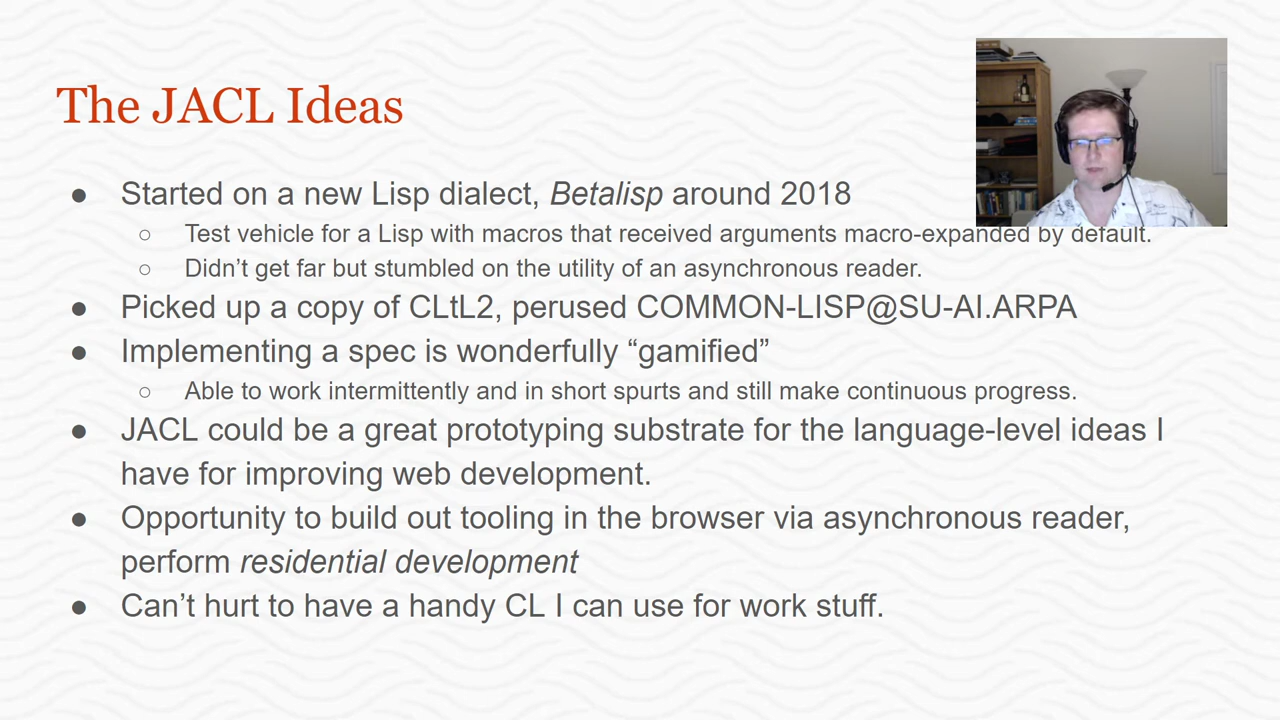 The JACL Ideas
● Started on a new Lisp dialect, Betalisp around 2018
○ Test vehicle for a Lisp with macros that received arguments macro-expanded by default.
○ Didn’t get far but stumbled on the utility of an asynchronous reader.
● Picked up a copy of CLtL2, perused COMMON-LISP@SU-AI.ARPA
● Implementing a spec is wonderfully “gamified”
○ Able to work intermittently and in short spurts and still make continuous progress.
● JACL could be a great prototyping substrate for the language-level ideas I
have for improving web development.
● Opportunity to build out tooling in the browser via asynchronous reader,
perform residential development
● Can’t hurt to have a handy CL I can use for work stuff.